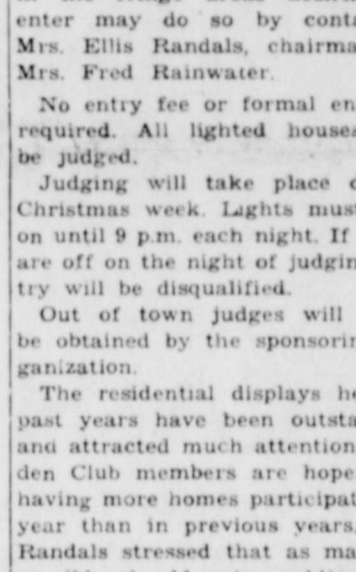 enter may do so by conta
Mrs. Ellis Randals, chairma
Mrs. Fred Rainwater.
No entry fee or formal en
required. All lighted house
be judged.
Judging will take place d
Christmas week. Lights must
on until 9 p.m. each night. If
are off on the night of judgin
try will be disqualified.
Out of town judges will
be obtained by the sponsorin
ganization.
The residential displays he
past years have been outsta
and attracted much attention
den Club members are hope
having more homes participat
year than in previous years.
Randals stressed that as ma